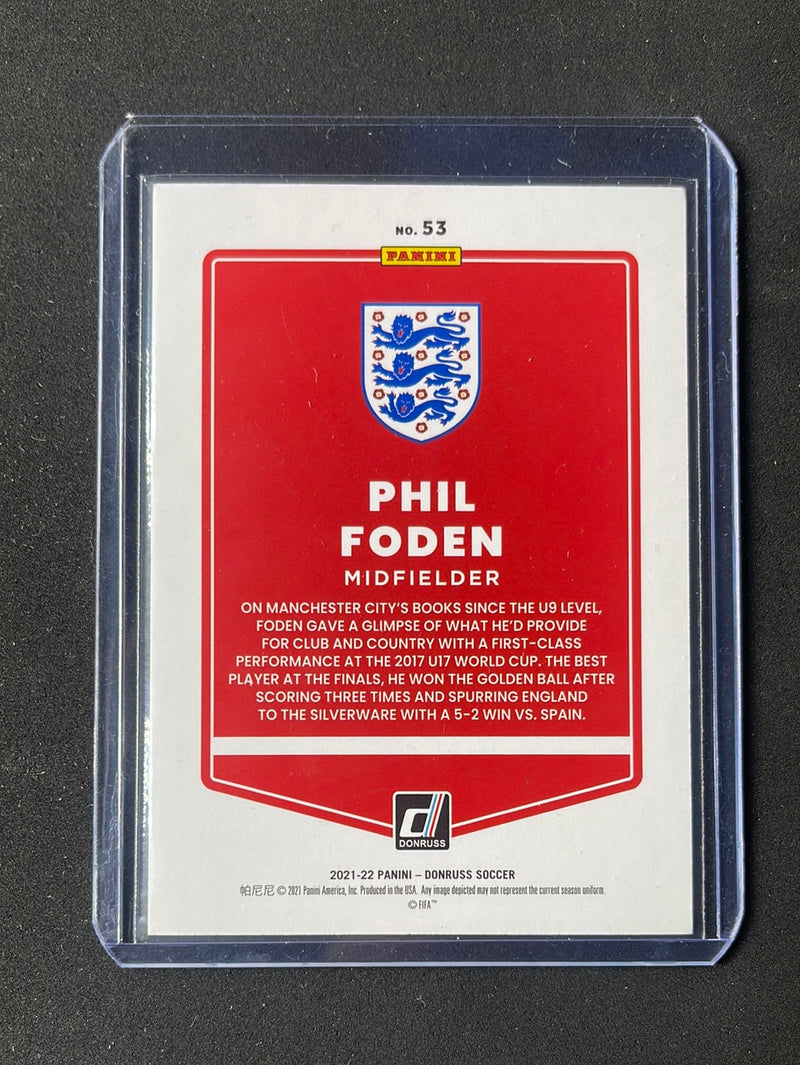 NO. 53
PANINI
PHIL
FODEN
MIDFIELDER
ON MANCHESTER CITY'S BOOKS SINCE THE U9 LEVEL,
FODEN GAVE A GLIMPSE OF WHAT HE'D PROVIDE
FOR CLUB AND COUNTRY WITH A FIRST-CLASS
PERFORMANCE AT THE 2017 U17 WORLD CUP. THE BEST
PLAYER AT THE FINALS, HE WON THE GOLDEN BALL AFTER
SCORING THREE TIMES AND SPURRING ENGLAND
TO THE SILVERWARE WITH A 5-2 WIN VS. SPAIN.
d
DONRUSS
2021-22 PANINI – DONRUSS SOCCER
帕尼尼 © 2021 Panini America, Inc. Produced in the USA. Any image depicted may not represent the current season uniform.
© FIFA™